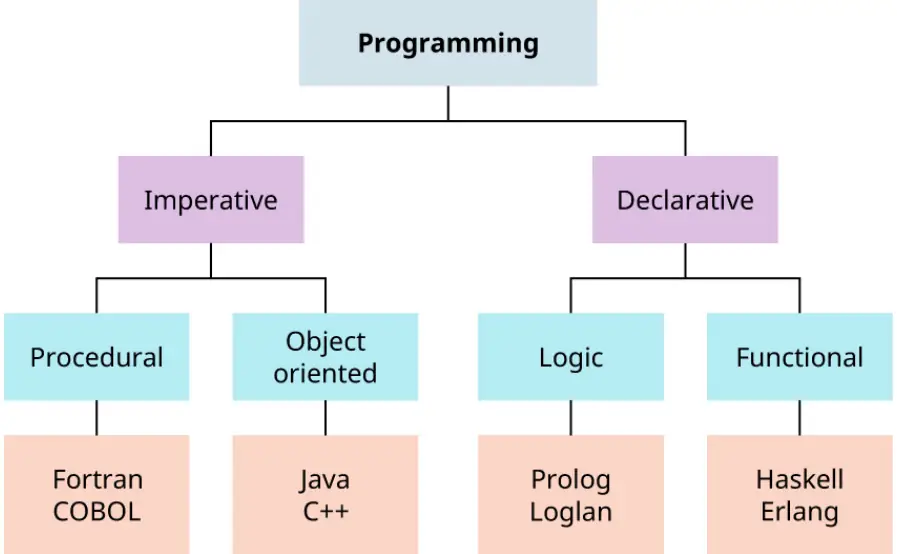 Programming
Imperative
Declarative
Procedural
Object
oriented
Logic
Functional
Fortran
COBOL
Java
C++
Prolog
Loglan
Haskell
Erlang